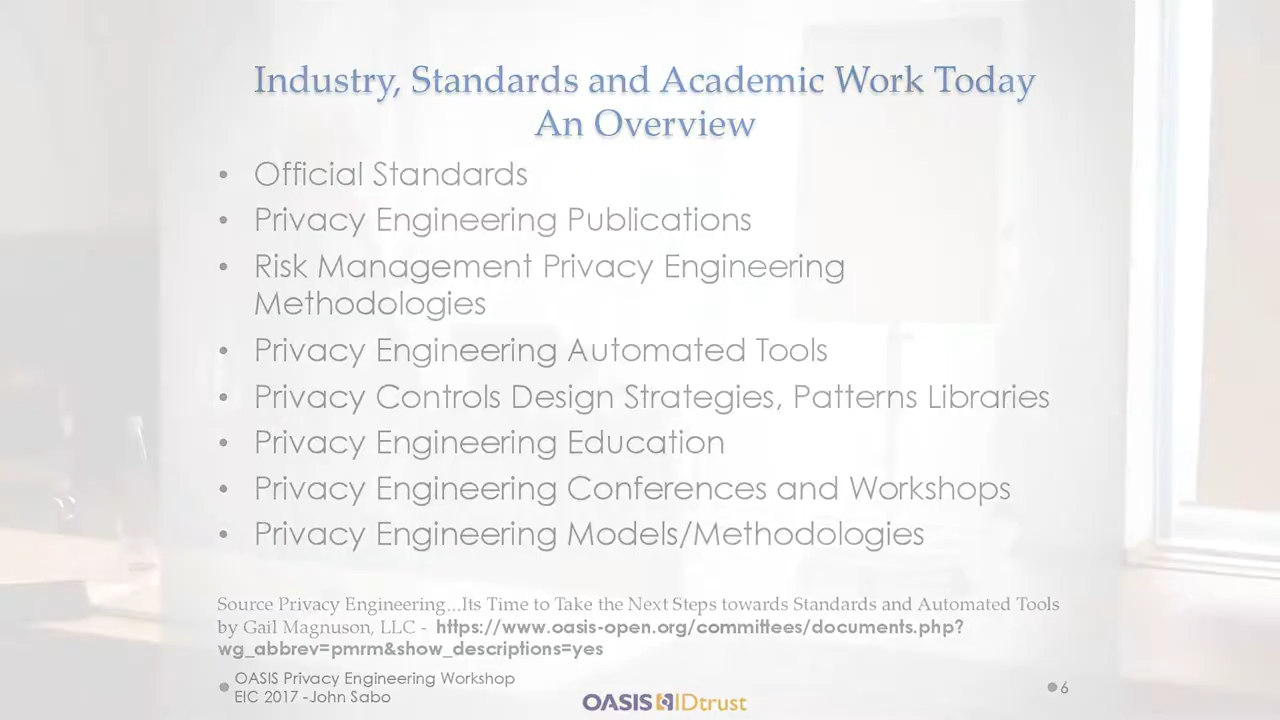 Industry, Standards and Academic Work Today
An Overview
• Official Standards
• Privacy Engineering Publications
• Risk Management Privacy Engineering
Methodologies
• Privacy Engineering Automated Tools
• Privacy Controls Design Strategies, Patterns Libraries
• Privacy Engineering Education
• Privacy Engineering Conferences and Workshops
• Privacy Engineering Models/Methodologies
Source Privacy Engineering...Its Time to Take the Next Steps towards Standards and Automated Tools
by Gail Magnuson, LLC - https://www.oasis-open.org/committees/documents.php?
wg_abbrev=pmrm&show_descriptions=yes
OASIS Privacy Engineering Workshop
EIC 2017 -John Sabo
OASIS IDtrust
6